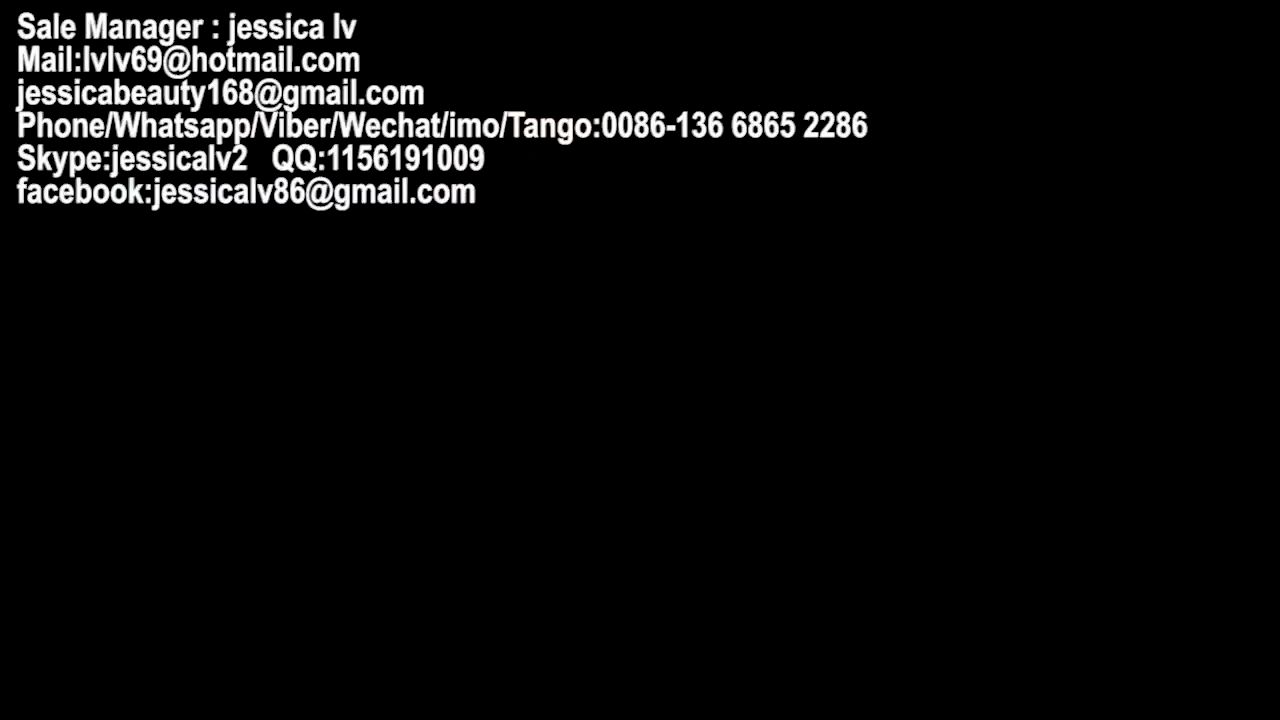 Sale Manager : jessica lv
Mail:lvlv69@hotmail.com
jessicabeauty168@gmail.com
Phone/Whatsapp/Viber/Wechat/imo/Tango:0086-136 6865 2286
Skype:jessicalv2   QQ:1156191009
facebook:jessicalv86@gmail.com